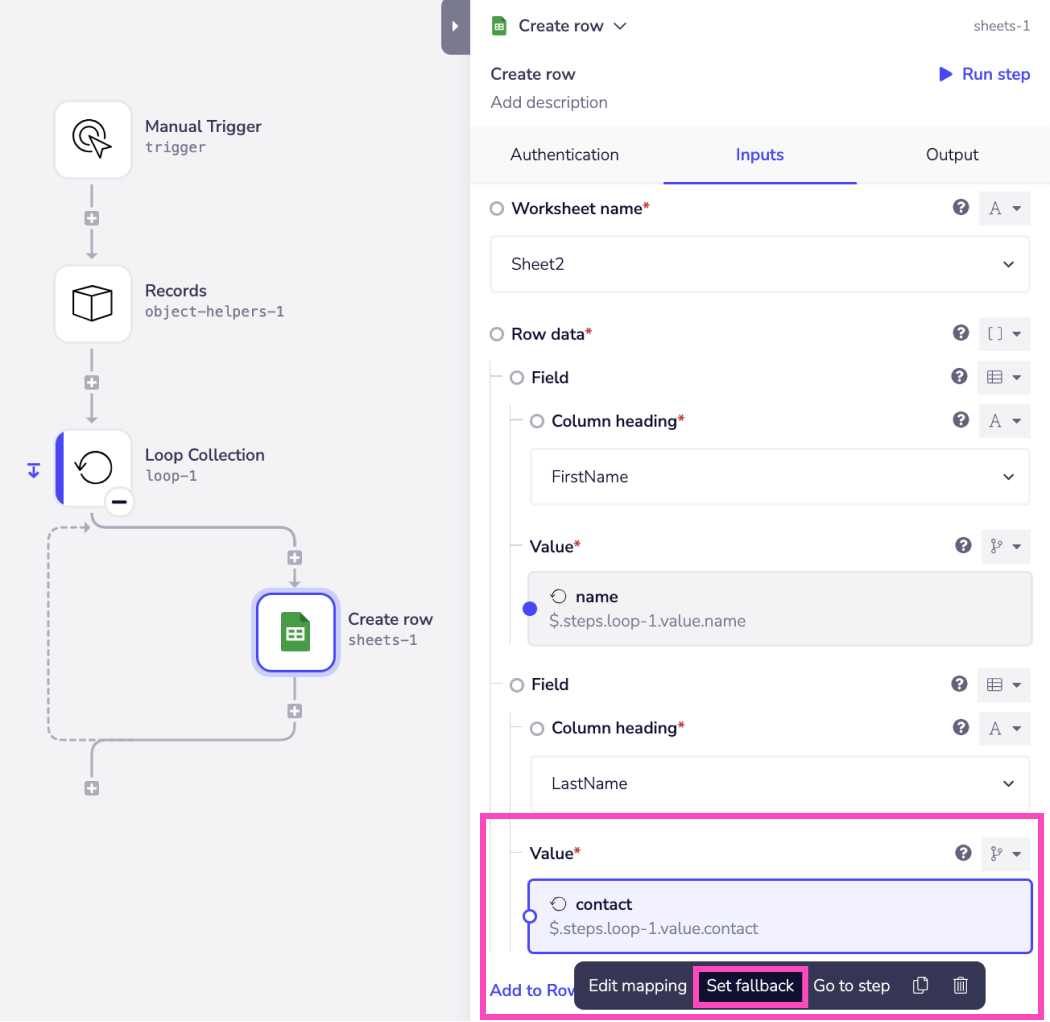 Create row
sheets-1
Create row
Run step
Add description
Authentication
Inputs
Output
Manual Trigger
trigger
Records
object-helpers-1
Loop Collection
loop-1
Create row
sheets-1
Worksheet name*
A
Sheet2
Row data*
[ ]
Field
Column heading*
A
FirstName
Value*
name
$.steps.loop-1.value.name
Field
Column heading*
A
LastName
Value*
contact
$.steps.loop-1.value.contact
Add to Row
Edit mapping
Set fallback
Go to step